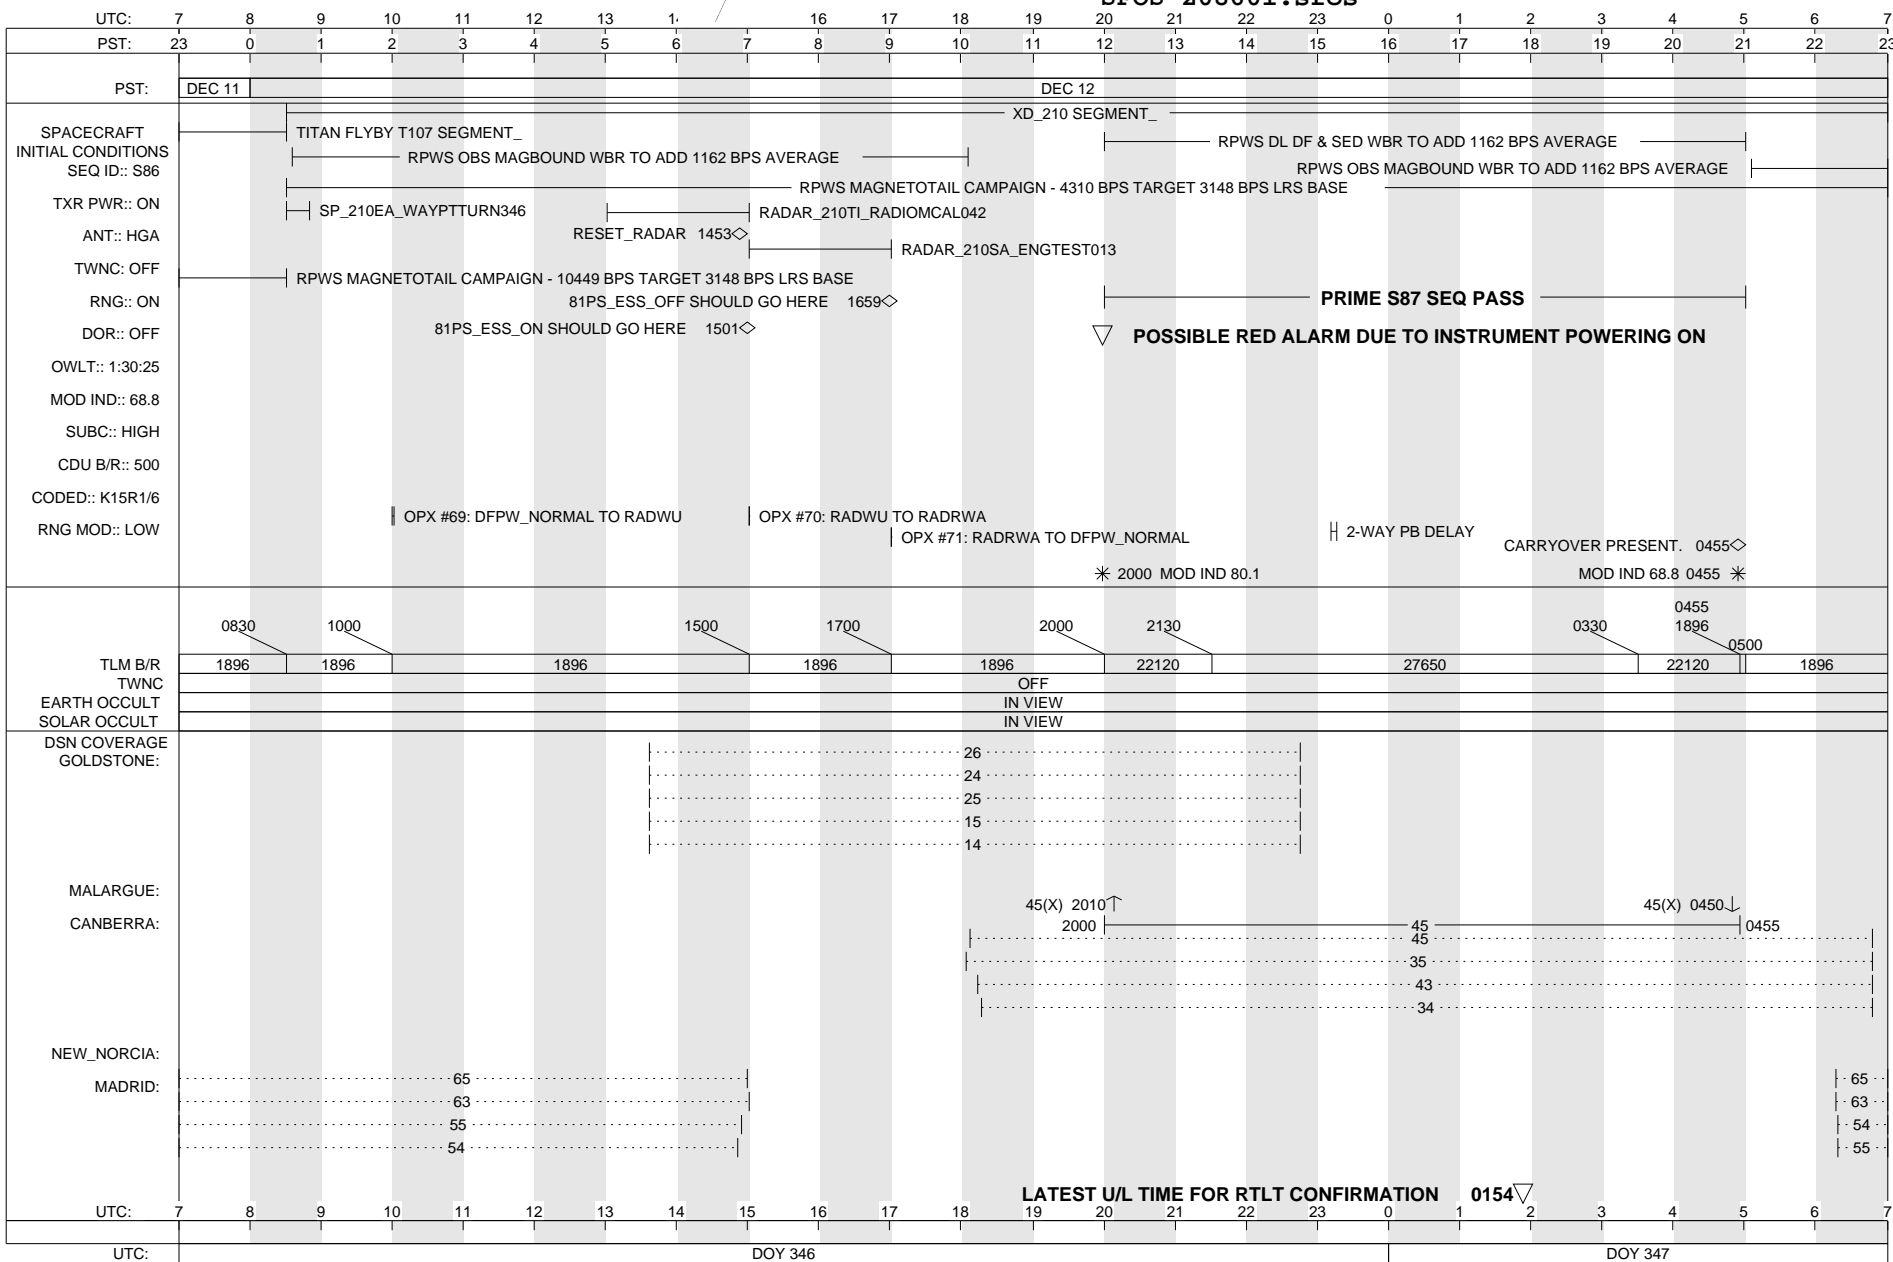 SFOS
UTC: 7 8 9 10 11 12 13 16 17 18 19 20 21 22 23 0 1 2 3 4 5 6 7
PST: 23 0 1 2 3 4 5 6 7 8 9 10 11 12 13 14 15 16 17 18 19 20 21 22 23
PST: DEC 11 DEC 12
XD_210 SEGMENT_
SPACECRAFT TITAN FLYBY T107 SEGMENT_ RPWS DL DF & SED WBR TO ADD 1162 BPS AVERAGE
INITIAL CONDITIONS RPWS OBS MAGBOUND WBR TO ADD 1162 BPS AVERAGE
SEQ ID:: S86 RPWS OBS MAGBOUND WBR TO ADD 1162 BPS AVERAGE
RPWS MAGNETOTAIL CAMPAIGN - 4310 BPS TARGET 3148 BPS LRS BASE
TXR PWR:: ON SP_210EA_WAYPTTURN346 RADAR_210TI_RADIOMCAL042
ANT:: HGA RESET_RADAR 1453
RADAR_210SA_ENGTEST013
TWNC: OFF RPWS MAGNETOTAIL CAMPAIGN - 10449 BPS TARGET 3148 BPS LRS BASE
RNG:: ON 81PS_ESS_OFF SHOULD GO HERE 1659 PRIME S87 SEQ PASS
DOR:: OFF 81PS_ESS_ON SHOULD GO HERE 1501 POSSIBLE RED ALARM DUE TO INSTRUMENT POWERING ON
OWLT:: 1:30:25
MOD IND:: 68.8
SUBC:: HIGH
CDU B/R:: 500
CODED:: K15R1/6
OPX #69: DFPW_NORMAL TO RADWU OPX #70: RADWU TO RADRWA
RNG MOD:: LOW OPX #71: RADRWA TO DFPW_NORMAL 2-WAY PB DELAY
CARRYOVER PRESENT. 0455
2000 MOD IND 80.1 MOD IND 68.8 0455
0455
0830 1000 1500 1700 2000 2130 0330 1896
0500
TLM B/R 1896 1896 1896 1896 1896 22120 27650 22120 1896
TWNC OFF
EARTH OCCULT IN VIEW
SOLAR OCCULT IN VIEW
DSN COVERAGE
GOLDSTONE: 26
24
25
15
14
MALARGUE:
45(X) 2010 45(X) 0450
CANBERRA: 2000 45 0455
45
35
43
34
NEW_NORCIA:
MADRID: 65 65
63 63
55 54
54 55
LATEST U/L TIME FOR RTLT CONFIRMATION 0154
UTC: 7 8 9 10 11 12 13 14 15 16 17 18 19 20 21 22 23 0 1 2 3 4 5 6 7
UTC: DOY 346 DOY 347